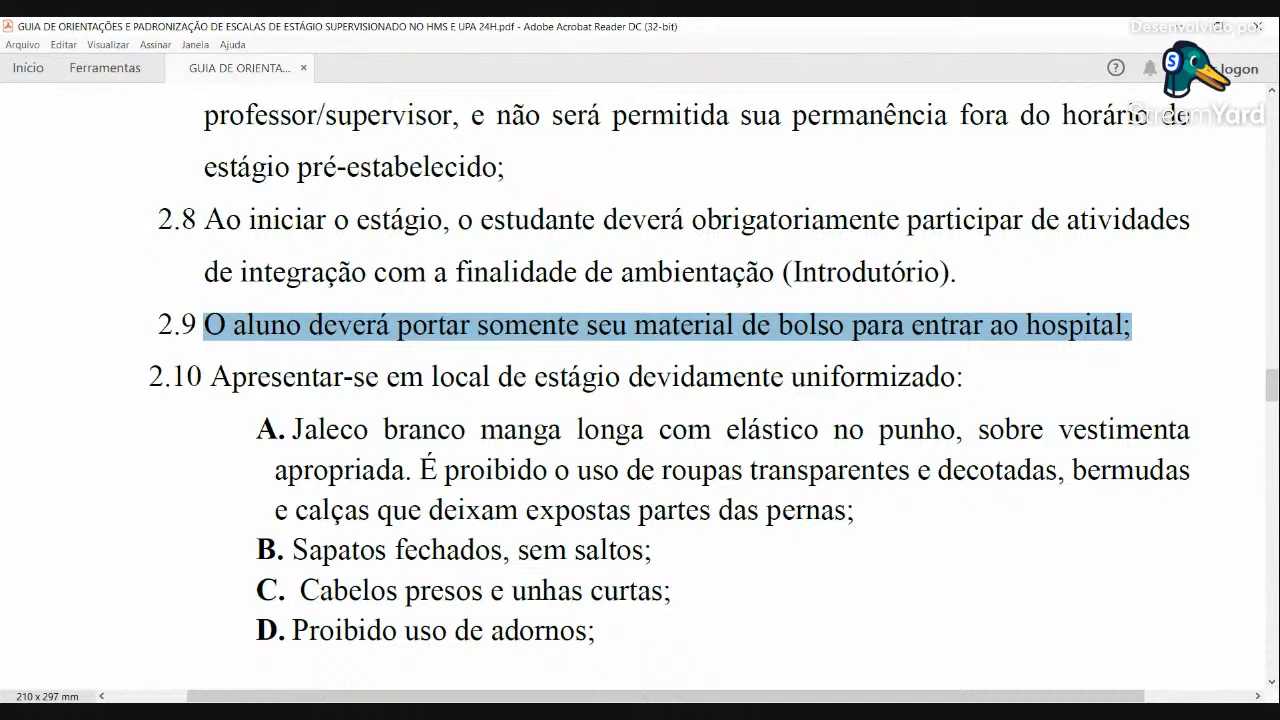 GUIA DE ORIENTAÇÕES E PADRONIZAÇÃO DE ESCALAS DE ESTÁGIO SUPERVISIONADO NO HMS E UPA 24H.pdf - Adobe Acrobat Reader DC (32-bit)
Desenvolvido por
Arquivo Editar Visualizar Assinar Janela Ajuda
Início Ferramentas GUIA DE ORIENTA... × logon
S
StreamYard
professor/supervisor, e não será permitida sua permanência fora do horário de
estágio pré-estabelecido;
2.8 Ao iniciar o estágio, o estudante deverá obrigatoriamente participar de atividades
de integração com a finalidade de ambientação (Introdutório).
2.9 O aluno deverá portar somente seu material de bolso para entrar ao hospital;
2.10 Apresentar-se em local de estágio devidamente uniformizado:
A. Jaleco branco manga longa com elástico no punho, sobre vestimenta
apropriada. É proibido o uso de roupas transparentes e decotadas, bermudas
e calças que deixam expostas partes das pernas;
B. Sapatos fechados, sem saltos;
C. Cabelos presos e unhas curtas;
D. Proibido uso de adornos;
210 x 297 mm